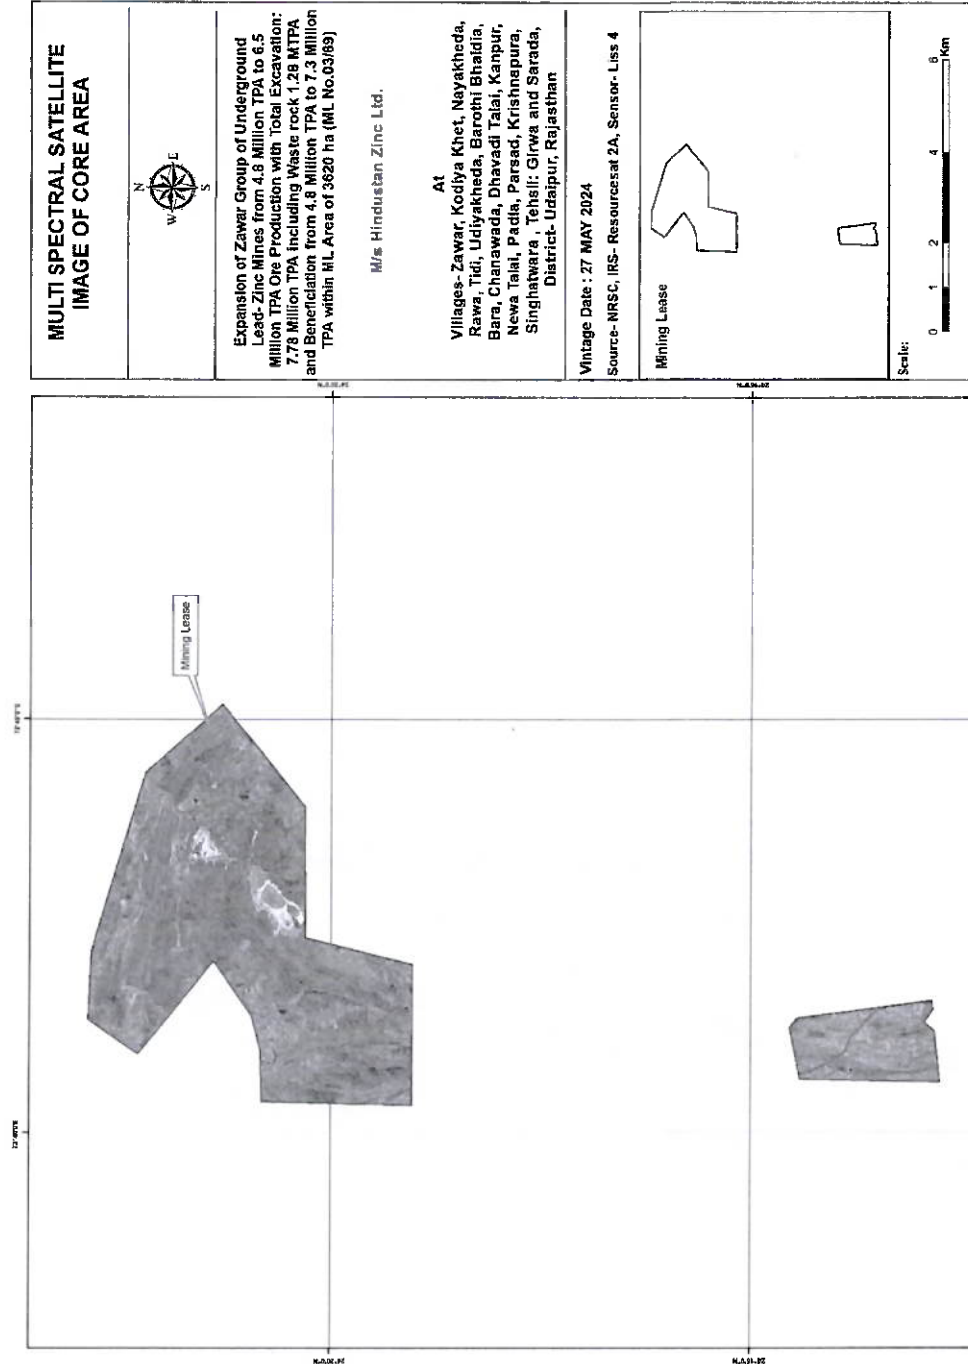 MULTI SPECTRAL SATELLITE
IMAGE OF CORE AREA
N
W
E
S
Expansion of Zawar Group of Underground
Lead- Zinc Mines from 4.8 Million TPA to 6.5
Million TPA Ore Production with Total Excavation:
7.78 Million TPA including Waste rock 1.28 MTPA
and Beneficiation from 4.8 Million TPA to 7.3 Million
TPA within ML Area of 3620 ha (ML No.03/89)
M/s Hindustan Zinc Ltd.
At
Villages- Zawar, Kodiya Khet, Nayakheda,
Rawa, Tidi, Udiyakheda, Barothi Bhaldia,
Bara, Chanawada, Dhavadi Talai, Kanpur,
Newa Talai, Padla, Parsad, Krishnapura,
Singhatwara , Tehsil: Girwa and Sarada,
District- Udaipur, Rajasthan
Vintage Date : 27 MAY 2024
Source- NRSC, IRS- Resourcesat 2A, Sensor- Liss 4
Mining Lease
Scale:
0 1 2 4 6
Km
Mining Lease